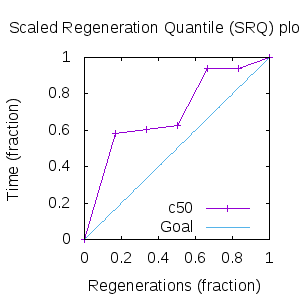 Scaled Regeneration Quantile (SRQ) plo
1
0.8
0.6
0.4
0.2
0
Time (fraction)
c50
Goal
0 0.2 0.4 0.6 0.8 1
Regenerations (fraction)